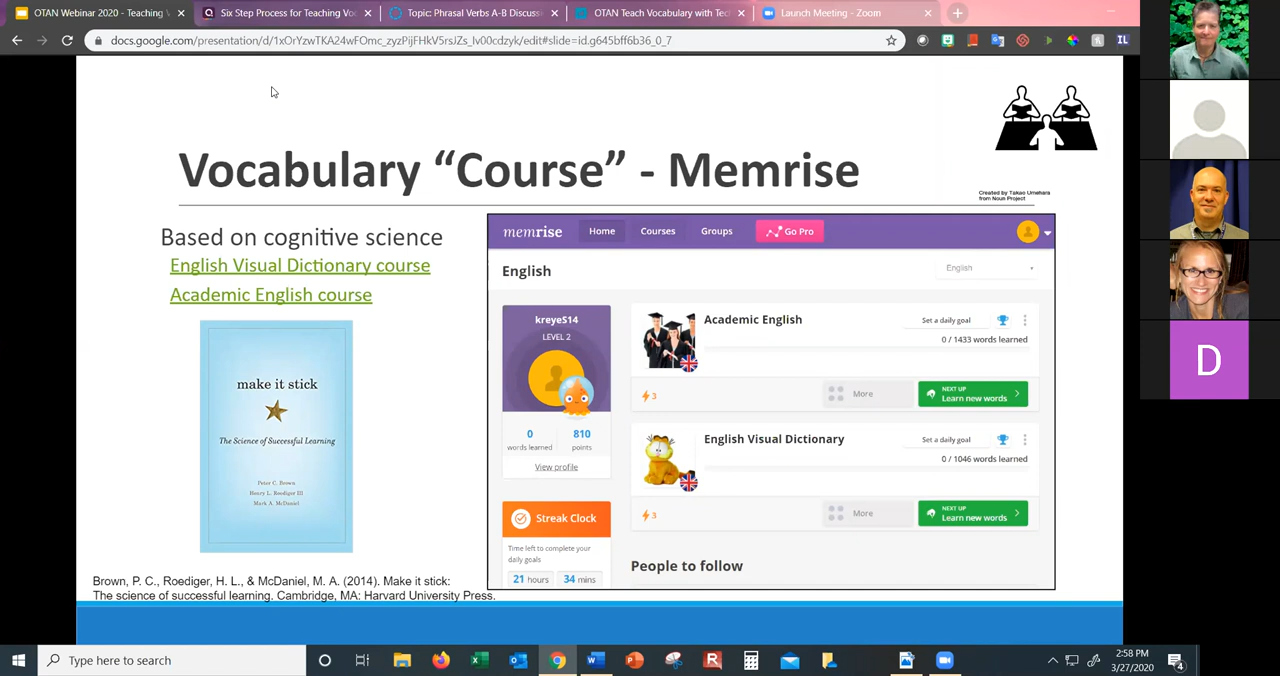 OTAN Webinar 2020 - Teaching V
Six Step Process for Teaching Voc
Topic: Phrasal Verbs A-B Discuss
OTAN Teach Vocabulary with Tec
Launch Meeting - Zoom
docs.google.com/presentation/d/1xOrYzwTKA24wFOmc_zyzPijFHkV5rsJZs_lv00cdzyk/edit#slide=id.g645bff6b36_0_7
IL
Vocabulary “Course” - Memrise
Created by Takao Umehara
from Noun Project
Based on cognitive science
English Visual Dictionary course
Academic English course
make it stick
The Science of Successful Learning
Peter C. Brown
Henry L. Roediger III
Mark A. McDaniel
Brown, P. C., Roediger, H. L., & McDaniel, M. A. (2014). Make it stick:
The science of successful learning. Cambridge, MA: Harvard University Press.
memrise
Home
Courses
Groups
Go Pro
English
English
kreyeS14
LEVEL 2
0
810
words learned
points
View profile
Streak Clock
Time left to complete your
daily goals
21 hours
34 mins
Academic English
Set a daily goal
0 / 1433 words learned
3
More
NEXT UP
Learn new words
English Visual Dictionary
Set a daily goal
0 / 1046 words learned
3
More
NEXT UP
Learn new words
People to follow
D
Type here to search
2:58 PM
3/27/2020
4